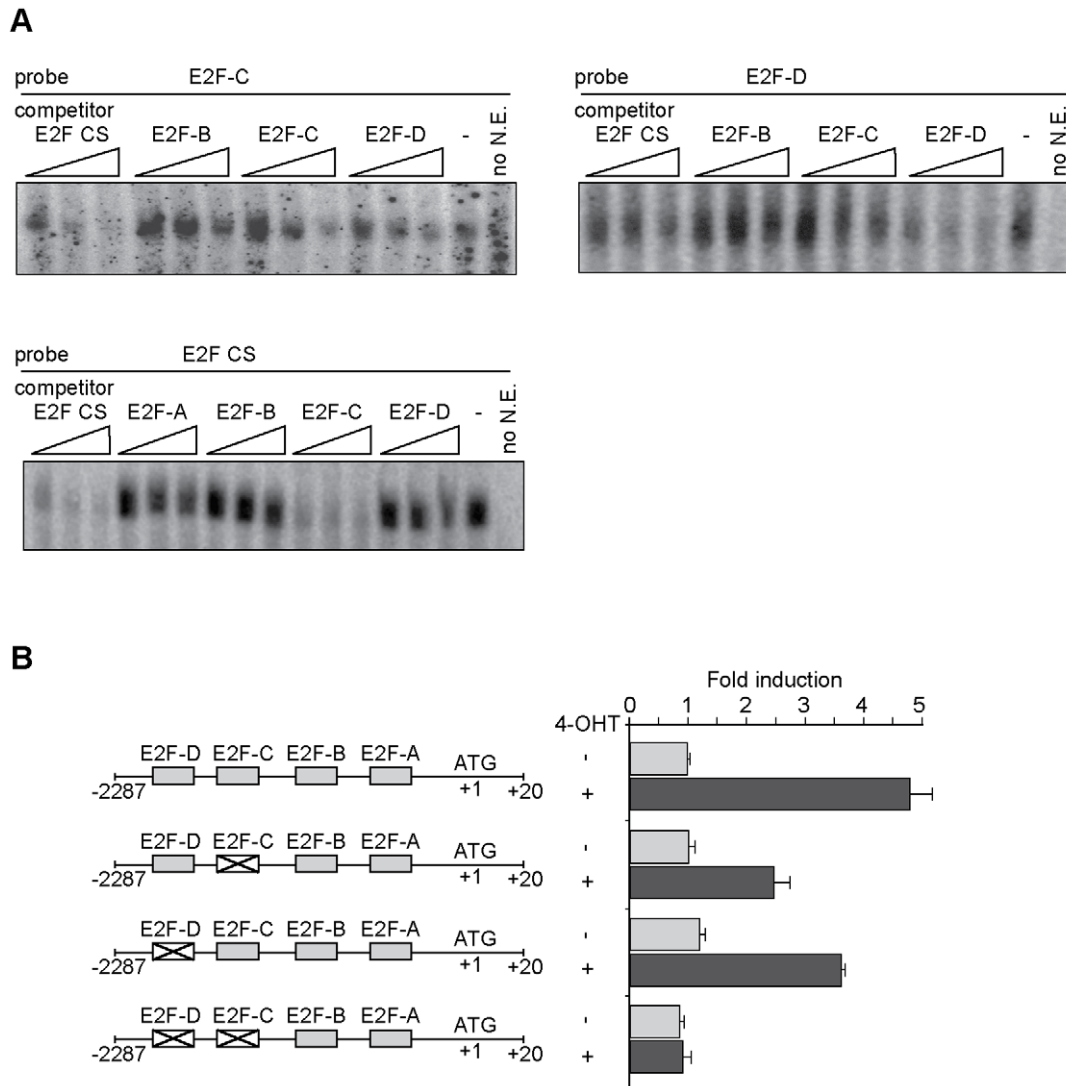 A
probe E2F-C
competitor
E2F CS E2F-B E2F-C E2F-D - no N.E.
probe E2F-D
competitor
E2F CS E2F-B E2F-C E2F-D - no N.E.
probe E2F CS
competitor
E2F CS E2F-A E2F-B E2F-C E2F-D - no N.E.
B
Fold induction
4-OHT 0 1 2 3 4 5
E2F-D E2F-C E2F-B E2F-A ATG
-2287 +1 +20
-
+
E2F-D E2F-C E2F-B E2F-A ATG
-2287 +1 +20
-
+
E2F-D E2F-C E2F-B E2F-A ATG
-2287 +1 +20
-
+
E2F-D E2F-C E2F-B E2F-A ATG
-2287 +1 +20
-
+